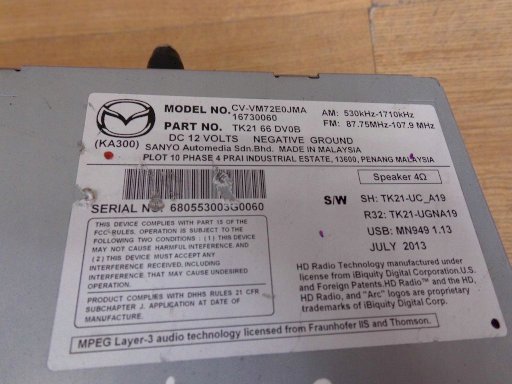 MODEL NO. CV-VM72E0JMA
16730060
AM: 530kHz-1710kHz
FM: 87.75MHz-107.9 MHz
PART NO. TK21 66 DV0B
(KA300)
DC 12 VOLTS NEGATIVE GROUND
SANYO Automedia Sdn.Bhd. MADE IN MALAYSIA
PLOT 10 PHASE 4 PRAI INDUSTRIAL ESTATE, 13600, PENANG MALAYSIA
Speaker 4Ω
SERIAL NO. 680553003G0060
S/W SH: TK21-UC_A19
R32: TK21-UGNA19
USB: MN949 1.13
JULY 2013
THIS DEVICE COMPLIES WITH PART 15 OF THE
FCC-RULES. OPERATION IS SUBJECT TO THE
FOLLOWING TWO CONDITIONS : (1) THIS DEVICE
MAY NOT CAUSE HARMFUL INTERFERENCE, AND
(2) THIS DEVICE MUST ACCEPT ANY
INTERFERENCE RECEIVED, INCLUDING
INTERFERENCE THAT MAY CAUSE UNDESIRED
OPERATION.
PRODUCT COMPLIES WITH DHHS RULES 21 CFR
SUBCHAPTER J. APPLICATION AT DATE OF
MANUFACTURE.
HD Radio Technology: manufactured under
license from iBiquity Digital Corporation.U.S.
and Foreign Patents.HD Radio™ and the HD,
HD Radio, and "Arc" logos are proprietary
trademarks of iBiquity Digital Corp.
MPEG Layer-3 audio technology licensed from Fraunhofer IIS and Thomson.